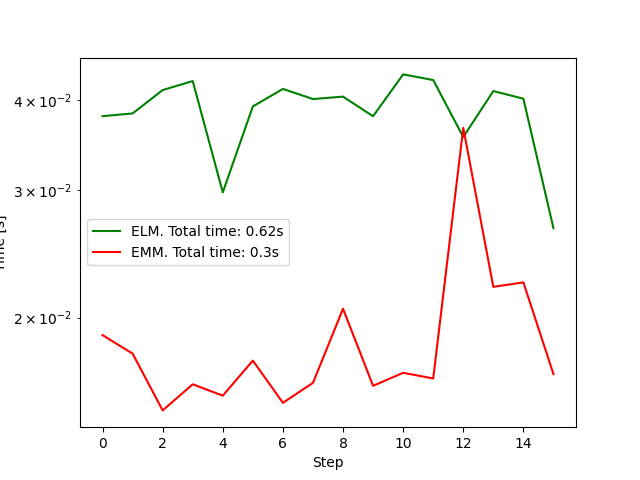 4 × 10⁻²
3 × 10⁻²
2 × 10⁻²
Time [s]
ELM. Total time: 0.62s
EMM. Total time: 0.3s
0 2 4 6 8 10 12 14
Step